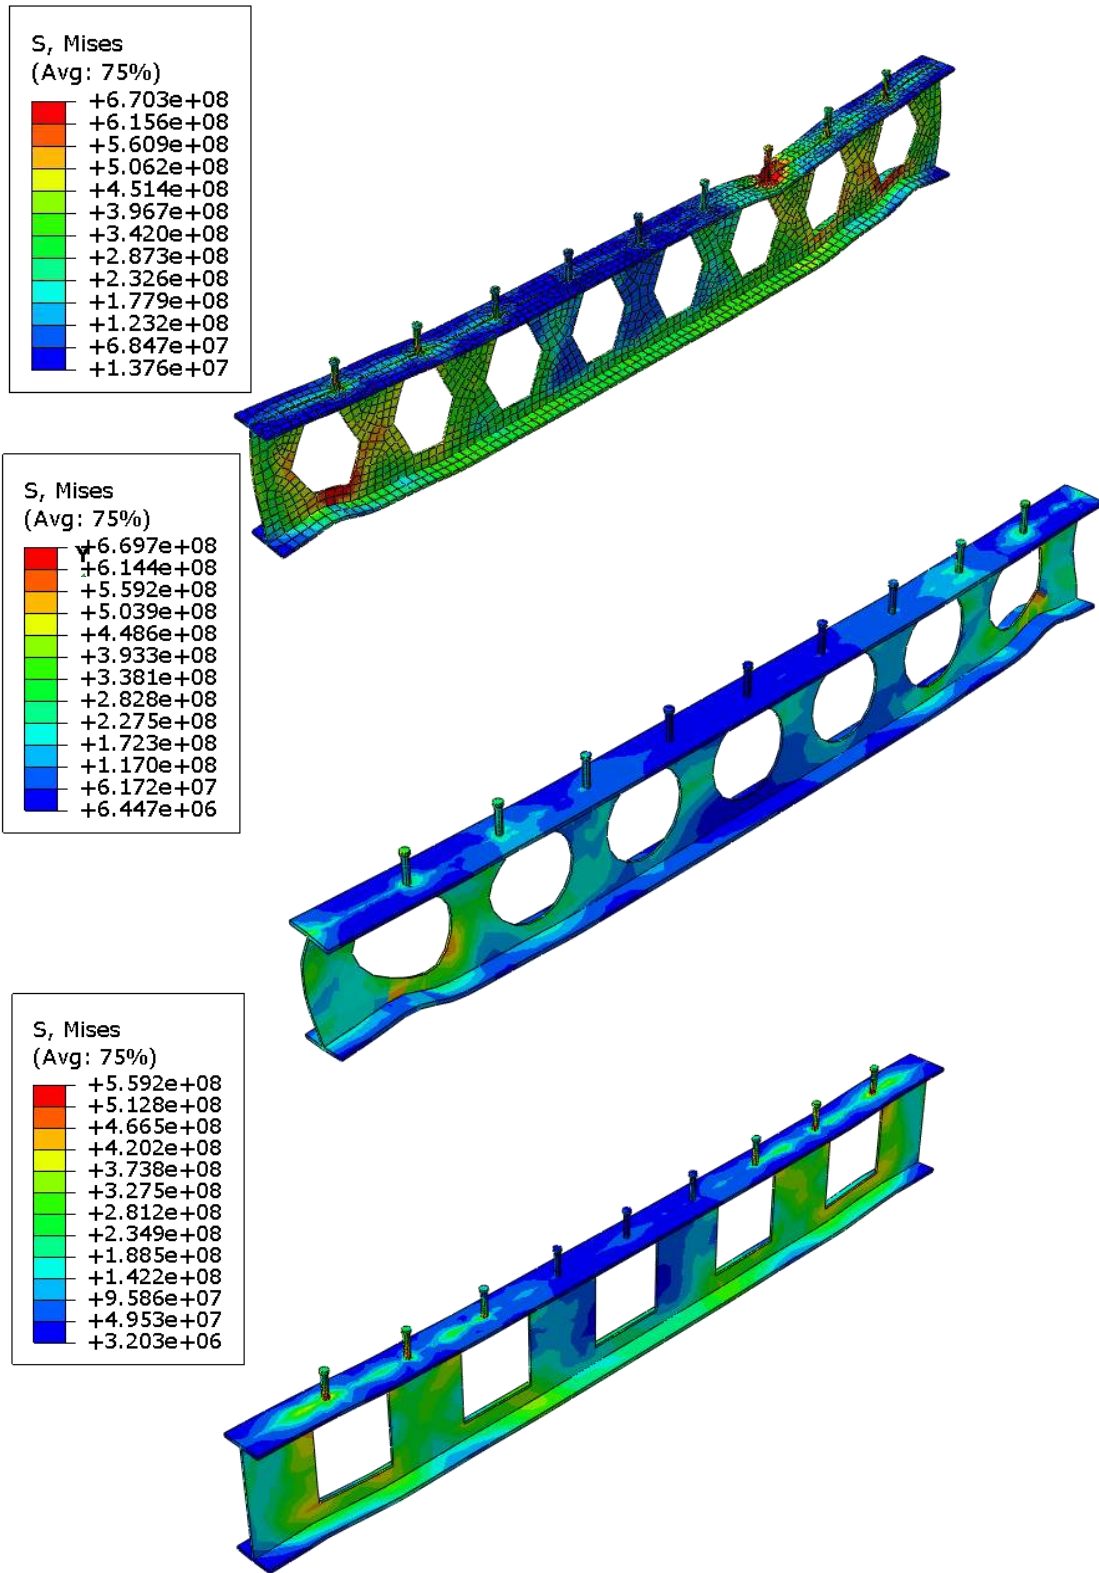 S, Mises
(Avg: 75%)
+6.703e+08
+6.156e+08
+5.609e+08
+5.062e+08
+4.514e+08
+3.967e+08
+3.420e+08
+2.873e+08
+2.326e+08
+1.779e+08
+1.232e+08
+6.847e+07
+1.376e+07
S, Mises
(Avg: 75%)
Y
+6.697e+08
+6.144e+08
+5.592e+08
+5.039e+08
+4.486e+08
+3.933e+08
+3.381e+08
+2.828e+08
+2.275e+08
+1.723e+08
+1.170e+08
+6.172e+07
+6.447e+06
S, Mises
(Avg: 75%)
+5.592e+08
+5.128e+08
+4.665e+08
+4.202e+08
+3.738e+08
+3.275e+08
+2.812e+08
+2.349e+08
+1.885e+08
+1.422e+08
+9.586e+07
+4.953e+07
+3.203e+06